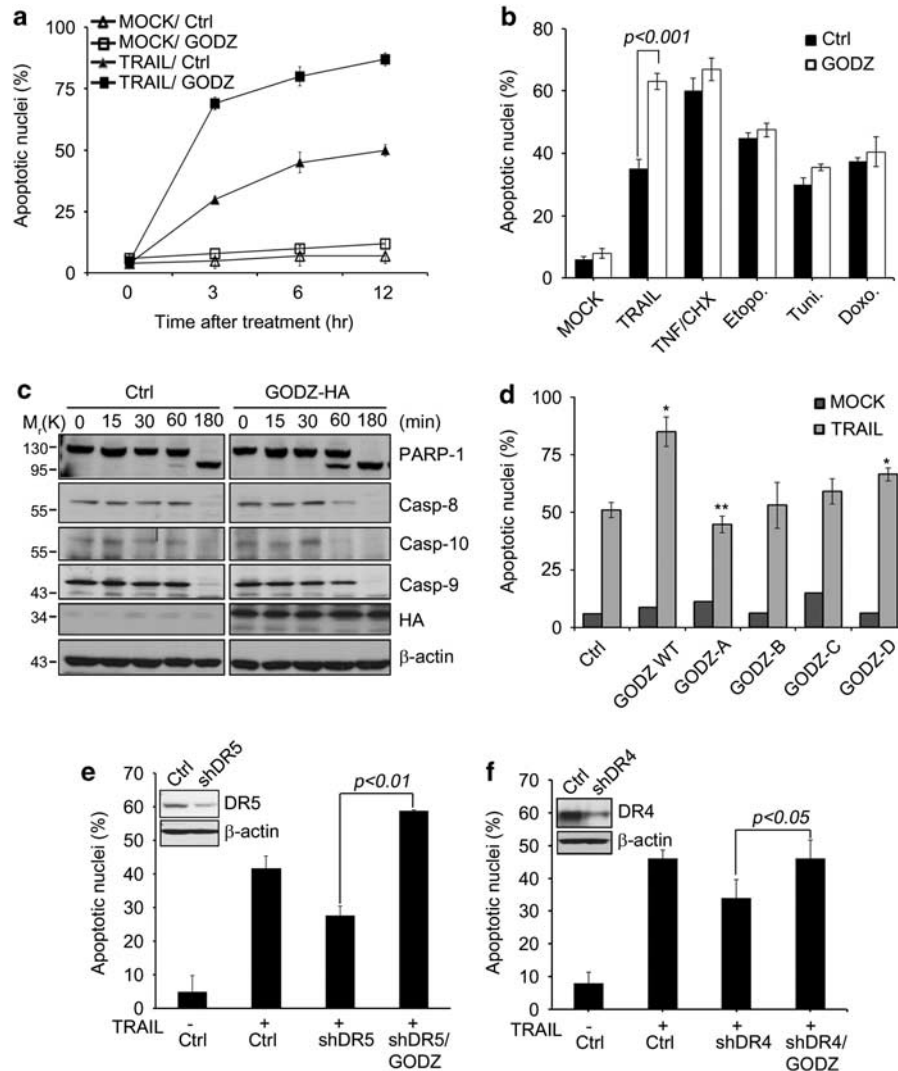 a
MOCK/ Ctrl
MOCK/ GODZ
TRAIL/ Ctrl
TRAIL/ GODZ
Apoptotic nuclei (%)
100
75
50
25
0
0 3 6 12
Time after treatment (hr)
b
p<0.001
Ctrl
GODZ
Apoptotic nuclei (%)
80
60
40
20
0
MOCK TRAIL TNF/CHX Etopo. Tuni. Doxo.
c
Ctrl GODZ-HA
Mr(K) 0 15 30 60 180 0 15 30 60 180 (min)
130
95
PARP-1
55
Casp-8
55
Casp-10
43
Casp-9
34
HA
43
β-actin
d
MOCK
TRAIL
Apoptotic nuclei (%)
100
75
50
25
0
* ** *
Ctrl GODZ WT GODZ-A GODZ-B GODZ-C GODZ-D
e
Ctrl shDR5
DR5
β-actin
p<0.01
Apoptotic nuclei (%)
70
60
50
40
30
20
10
0
TRAIL - + + +
Ctrl Ctrl shDR5 shDR5/
GODZ
f
Ctrl shDR4
DR4
β-actin
p<0.05
Apoptotic nuclei (%)
70
60
50
40
30
20
10
0
TRAIL - + + +
Ctrl Ctrl shDR4 shDR4/
GODZ